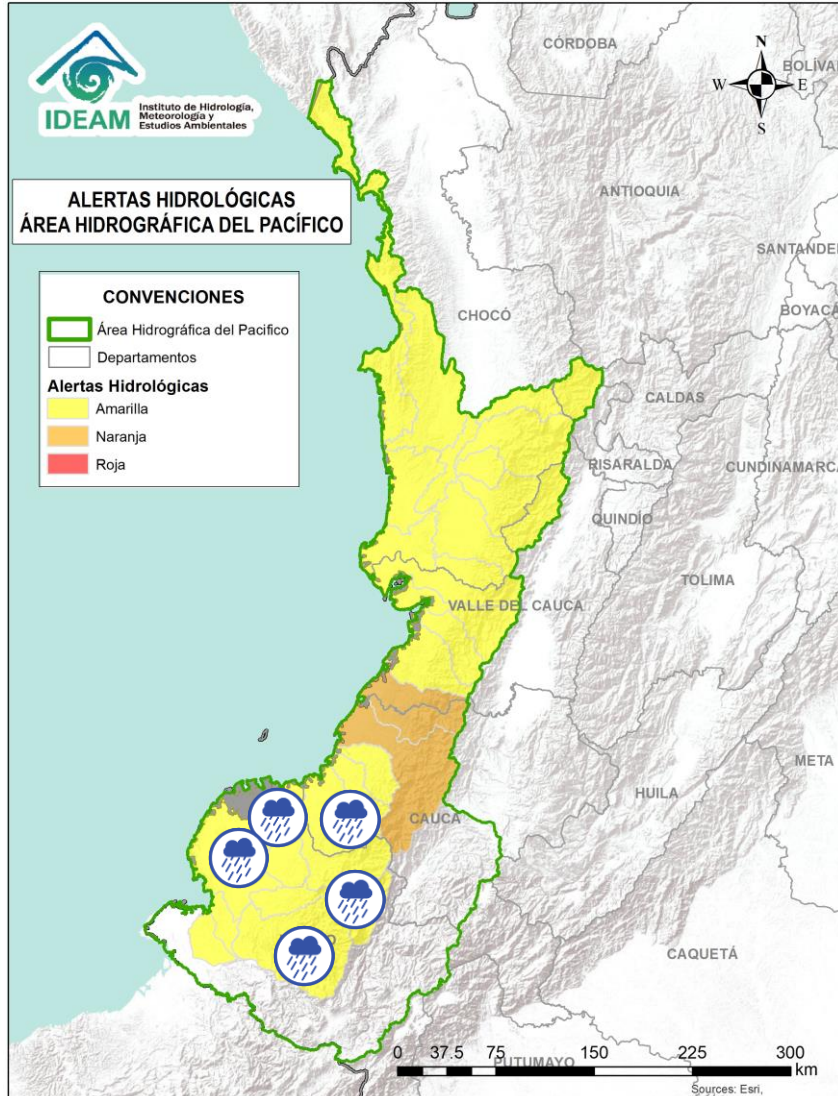 IDEAM
Instituto de Hidrología,
Meteorología y
Estudios Ambientales
ALERTAS HIDROLÓGICAS
ÁREA HIDROGRÁFICA DEL PACÍFICO
CONVENCIONES
Área Hidrográfica del Pacifico
Departamentos
Alertas Hidrológicas
Amarilla
Naranja
Roja
N
W
E
S
CÓRDOBA
BOLÍVAR
ANTIOQUIA
SANTANDER
BOYACÁ
CHOCÓ
CALDAS
RISARALDA
CUNDINAMARCA
QUINDÍO
TOLIMA
VALLE DEL CAUCA
META
HUILA
CAUCA
CAQUETÁ
PUTUMAYO
0 37.5 75 150 225 300
km
Sources: Esri,